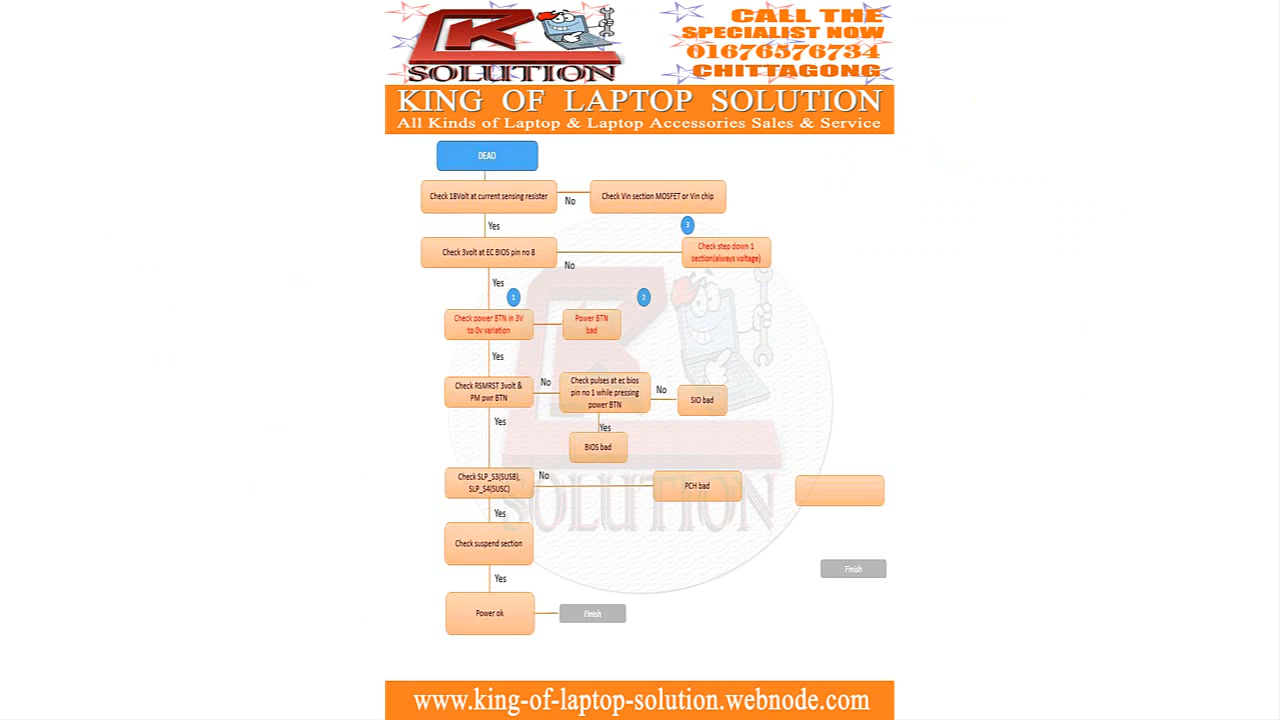 CK
SOLUTION
CALL THE
SPECIALIST NOW
01676576734
CHITTAGONG
KING OF LAPTOP SOLUTION
All Kinds of Laptop & Laptop Accessories Sales & Service
DEAD
Check 18Volt at current sensing resister
No
Check Vin section MOSFET or Vin chip
Yes
3
Check 3volt at EC BIOS pin no 8
Check step down 1
section(always voltage)
No
Yes
1
2
Check power BTN in 3V
to 0v variation
Power BTN
bad
Yes
Check RSMRST 3volt &
PM pwr BTN
No
Check pulses at ec bios
pin no 1 while pressing
power BTN
No
SIO bad
Yes
Yes
BIOS bad
Check SLP_S3(SUSB),
SLP_S4(SUSC)
No
PCH bad
Yes
SOLUTION
Check suspend section
Finish
Yes
Power ok
Finish
www.king-of-laptop-solution.webnode.com